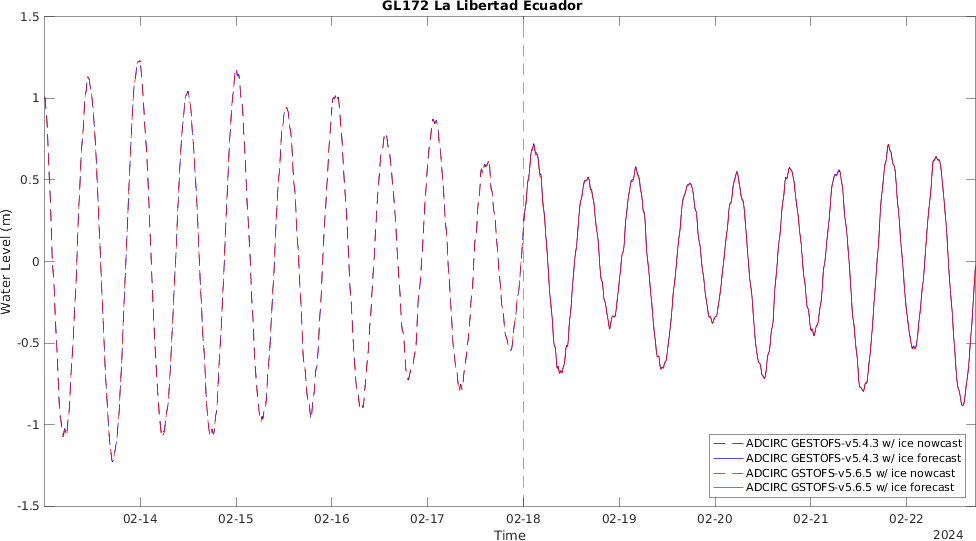 GL172 La Libertad Ecuador
1.5
1
0.5
0
-0.5
-1
-1.5
Water Level (m)
ADCIRC GESTOFS-v5.4.3 w/ ice nowcast
ADCIRC GESTOFS-v5.4.3 w/ ice forecast
ADCIRC GSTOFS-v5.6.5 w/ ice nowcast
ADCIRC GSTOFS-v5.6.5 w/ ice forecast
02-14 02-15 02-16 02-17 02-18 02-19 02-20 02-21 02-22
Time
2024